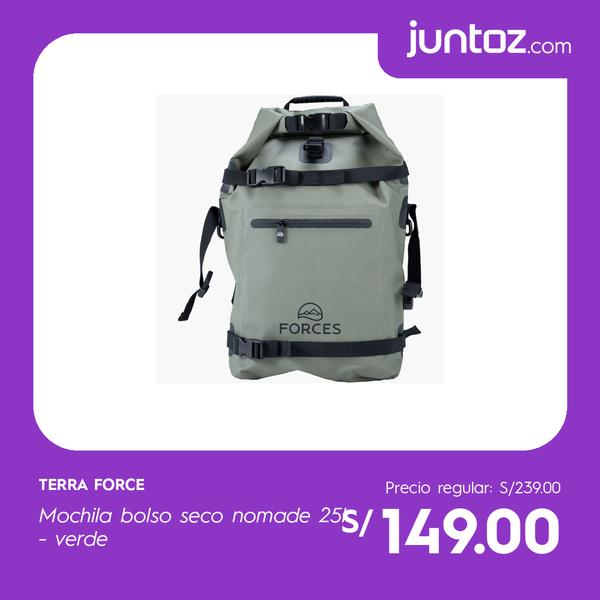 juntoz.com
FORCES
TERRA FORCE
Precio regular: S/239.00
Mochila bolso seco nomade 25L
- verde
S/149.00